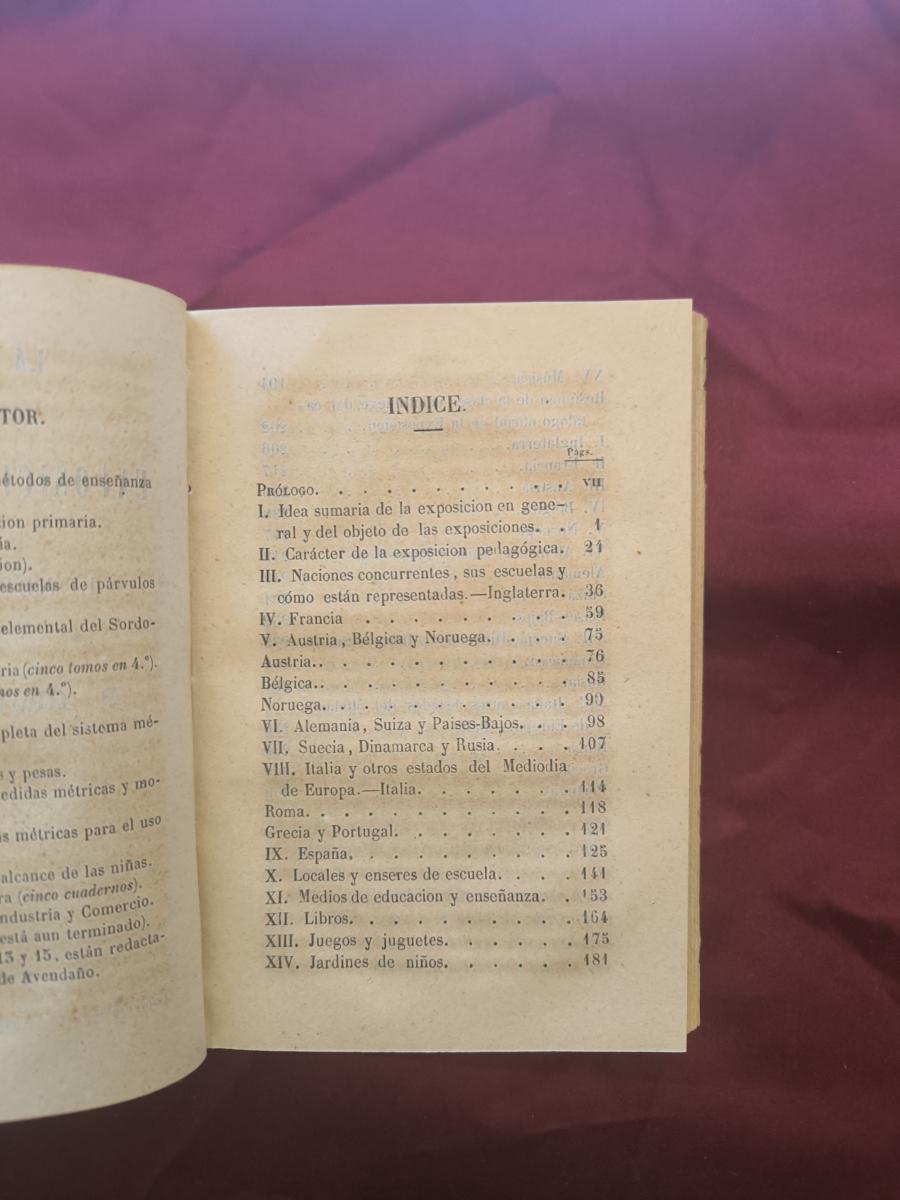 TOR.
étodos de enseñanza
ion primaria.
ia.
ion).
escuelas de párvulos
elemental del Sordo-
ria (cinco tomos en 4.º).
nos en 4.º).
pleta del sistema mé-
s y pesas.
edidas métricas y mo-
as métricas para el uso
alcance de las niñas.
ra (cinco cuadernos).
ndustria y Comercio.
está aun terminado).
13 y 15, están redacta-
de Avendaño.
INDICE.
Págs.
PRÓLOGO. . . . . . . . . . . VII
I. Idea sumaria de la exposicion en gene-
ral y del objeto de las exposiciones. . 1
II. Carácter de la exposicion pedagógica. 21
III. Naciones concurrentes, sus escuelas y
cómo están representadas.—Inglaterra. 36
IV. Francia . . . . . . . . . 59
V. Austria, Bélgica y Noruega. . . . 75
Austria. . . . . . . . . . . 76
Bélgica. . . . . . . . . . . 85
Noruega. . . . . . . . . . . 90
VI. Alemania, Suiza y Paises-Bajos. . . 98
VII. Suecia, Dinamarca y Rusia. . . . 107
VIII. Italia y otros estados del Mediodia
de Europa.—Italia. . . . . . . 114
Roma. . . . . . . . . . . . 118
Grecia y Portugal. . . . . . . . 121
IX. España. . . . . . . . . . 125
X. Locales y enseres de escuela. . . . 141
XI. Medios de educacion y enseñanza. . 153
XII. Libros. . . . . . . . . . 164
XIII. Juegos y juguetes. . . . . . 175
XIV. Jardines de niños. . . . . . 181